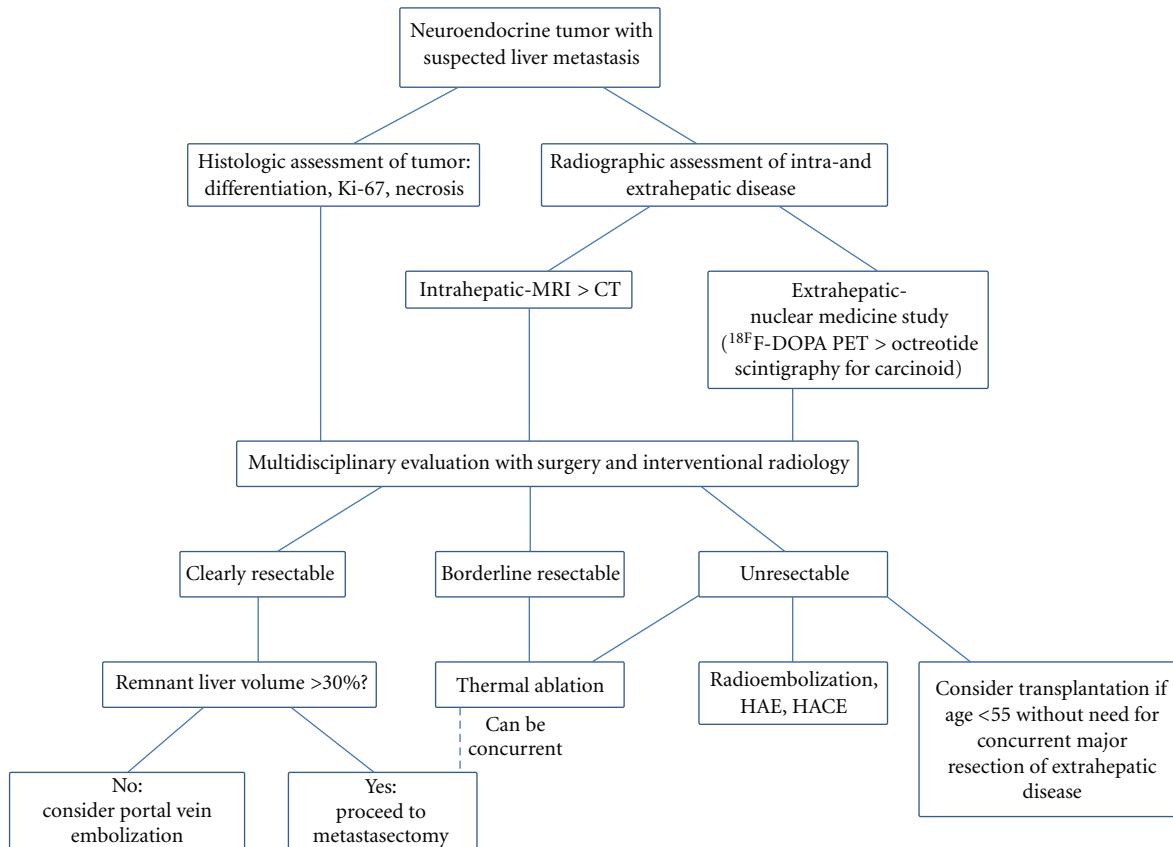 Neuroendocrine tumor with
suspected liver metastasis
Histologic assessment of tumor:
differentiation, Ki-67, necrosis
Radiographic assessment of intra-and
extrahepatic disease
Intrahepatic-MRI > CT
Extrahepatic-
nuclear medicine study
(18FF-DOPA PET > octreotide
scintigraphy for carcinoid)
Multidisciplinary evaluation with surgery and interventional radiology
Clearly resectable
Borderline resectable
Unresectable
Remnant liver volume >30%?
Thermal ablation
Radioembolization,
HAE, HACE
Consider transplantation if
age <55 without need for
concurrent major
resection of extrahepatic
disease
Can be
concurrent
No:
consider portal vein
embolization
Yes:
proceed to
metastasectomy